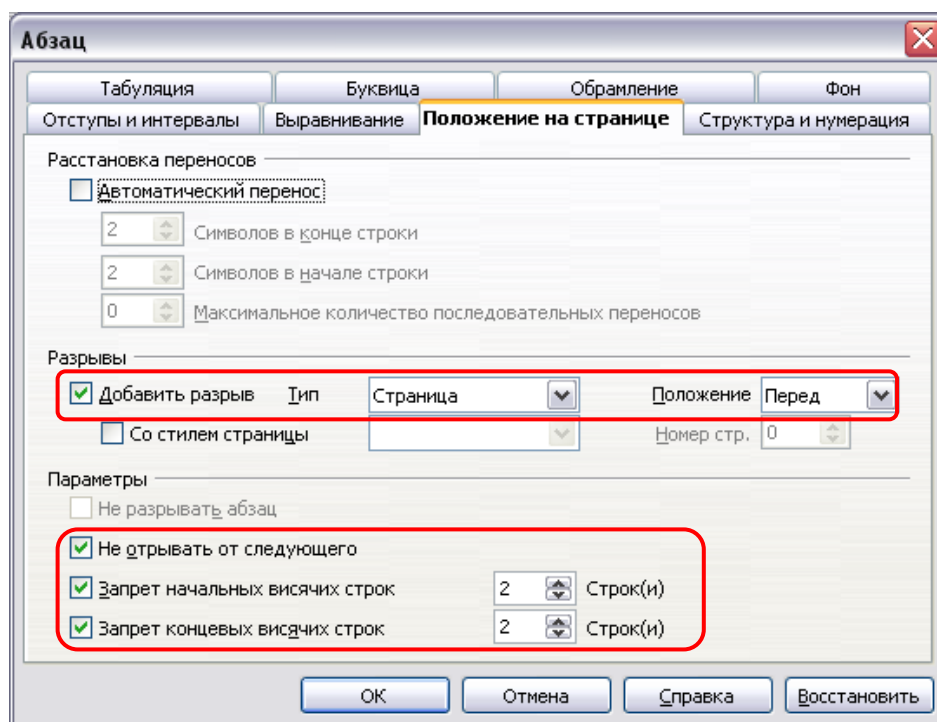 Абзац
Табуляция Буквица Обрамление Фон
Отступы и интервалы Выравнивание Положение на странице Структура и нумерация
Расстановка переносов
Автоматический перенос
2 Символов в конце строки
2 Символов в начале строки
0 Максимальное количество последовательных переносов
Разрывы
Добавить разрыв Тип Страница Положение Перед
Со стилем страницы Номер стр. 0
Параметры
Не разрывать абзац
Не отрывать от следующего
Запрет начальных висячих строк 2 Строк(и)
Запрет концевых висячих строк 2 Строк(и)
ОК Отмена Справка Восстановить